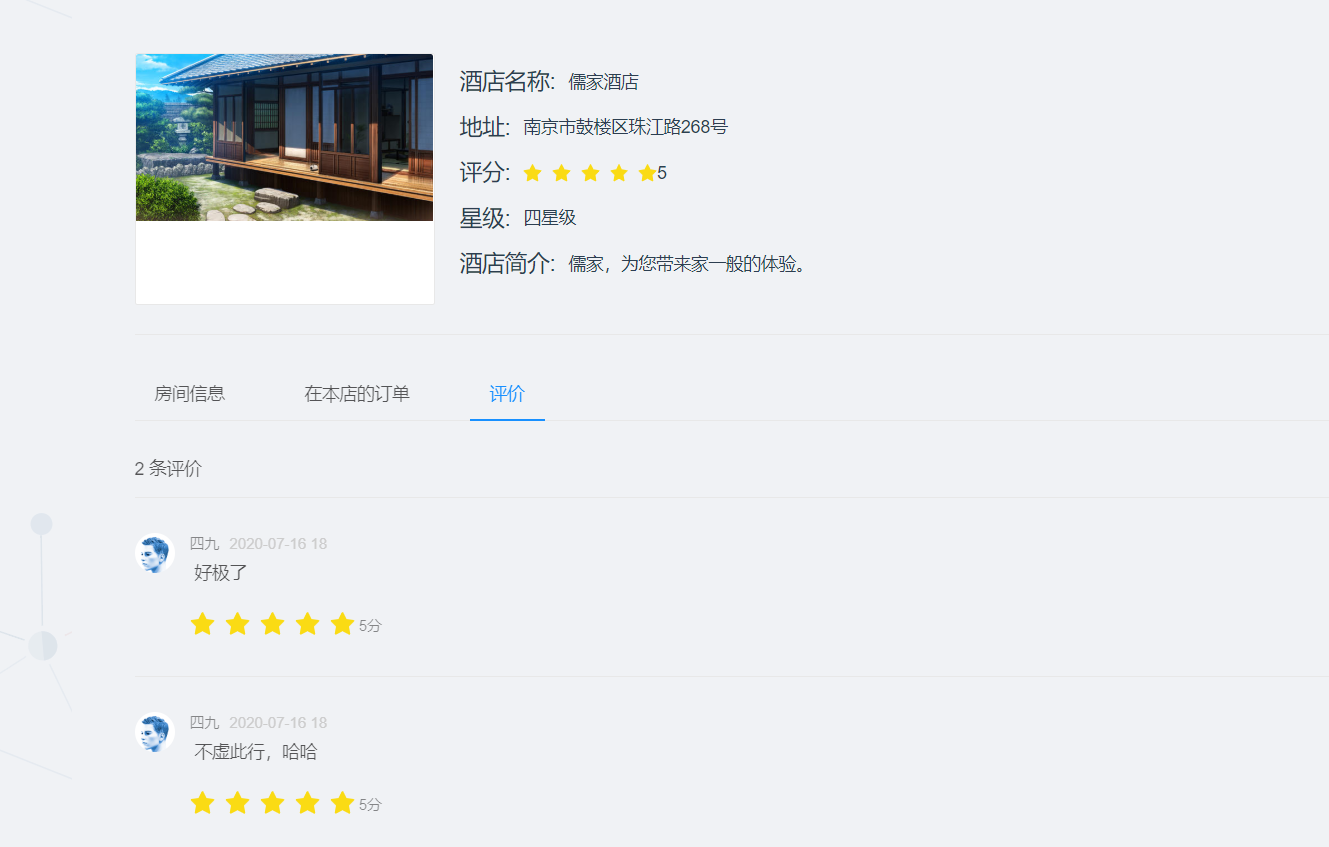 酒店名称: 儒家酒店
地址: 南京市鼓楼区珠江路268号
评分: 5
星级: 四星级
酒店简介: 儒家，为您带来家一般的体验。
房间信息 在本店的订单 评价
2 条评价
四九 2020-07-16 18
好极了
5分
四九 2020-07-16 18
不虚此行，哈哈
5分